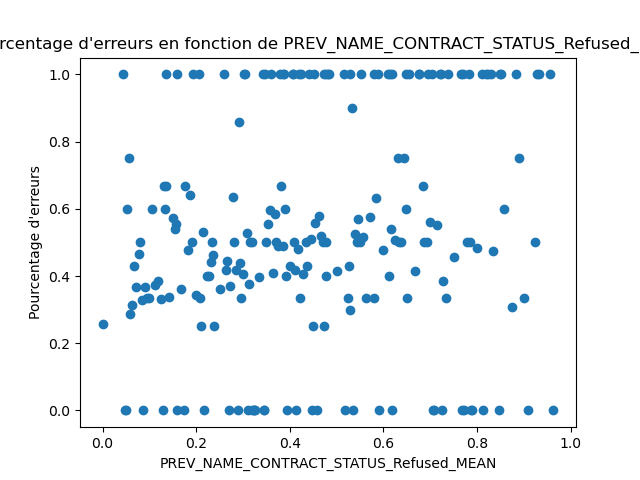 rcentage d'erreurs en fonction de PREV_NAME_CONTRACT_STATUS_Refused_
1.0
0.8
0.6
0.4
0.2
0.0
Pourcentage d'erreurs
0.0 0.2 0.4 0.6 0.8 1.0
PREV_NAME_CONTRACT_STATUS_Refused_MEAN